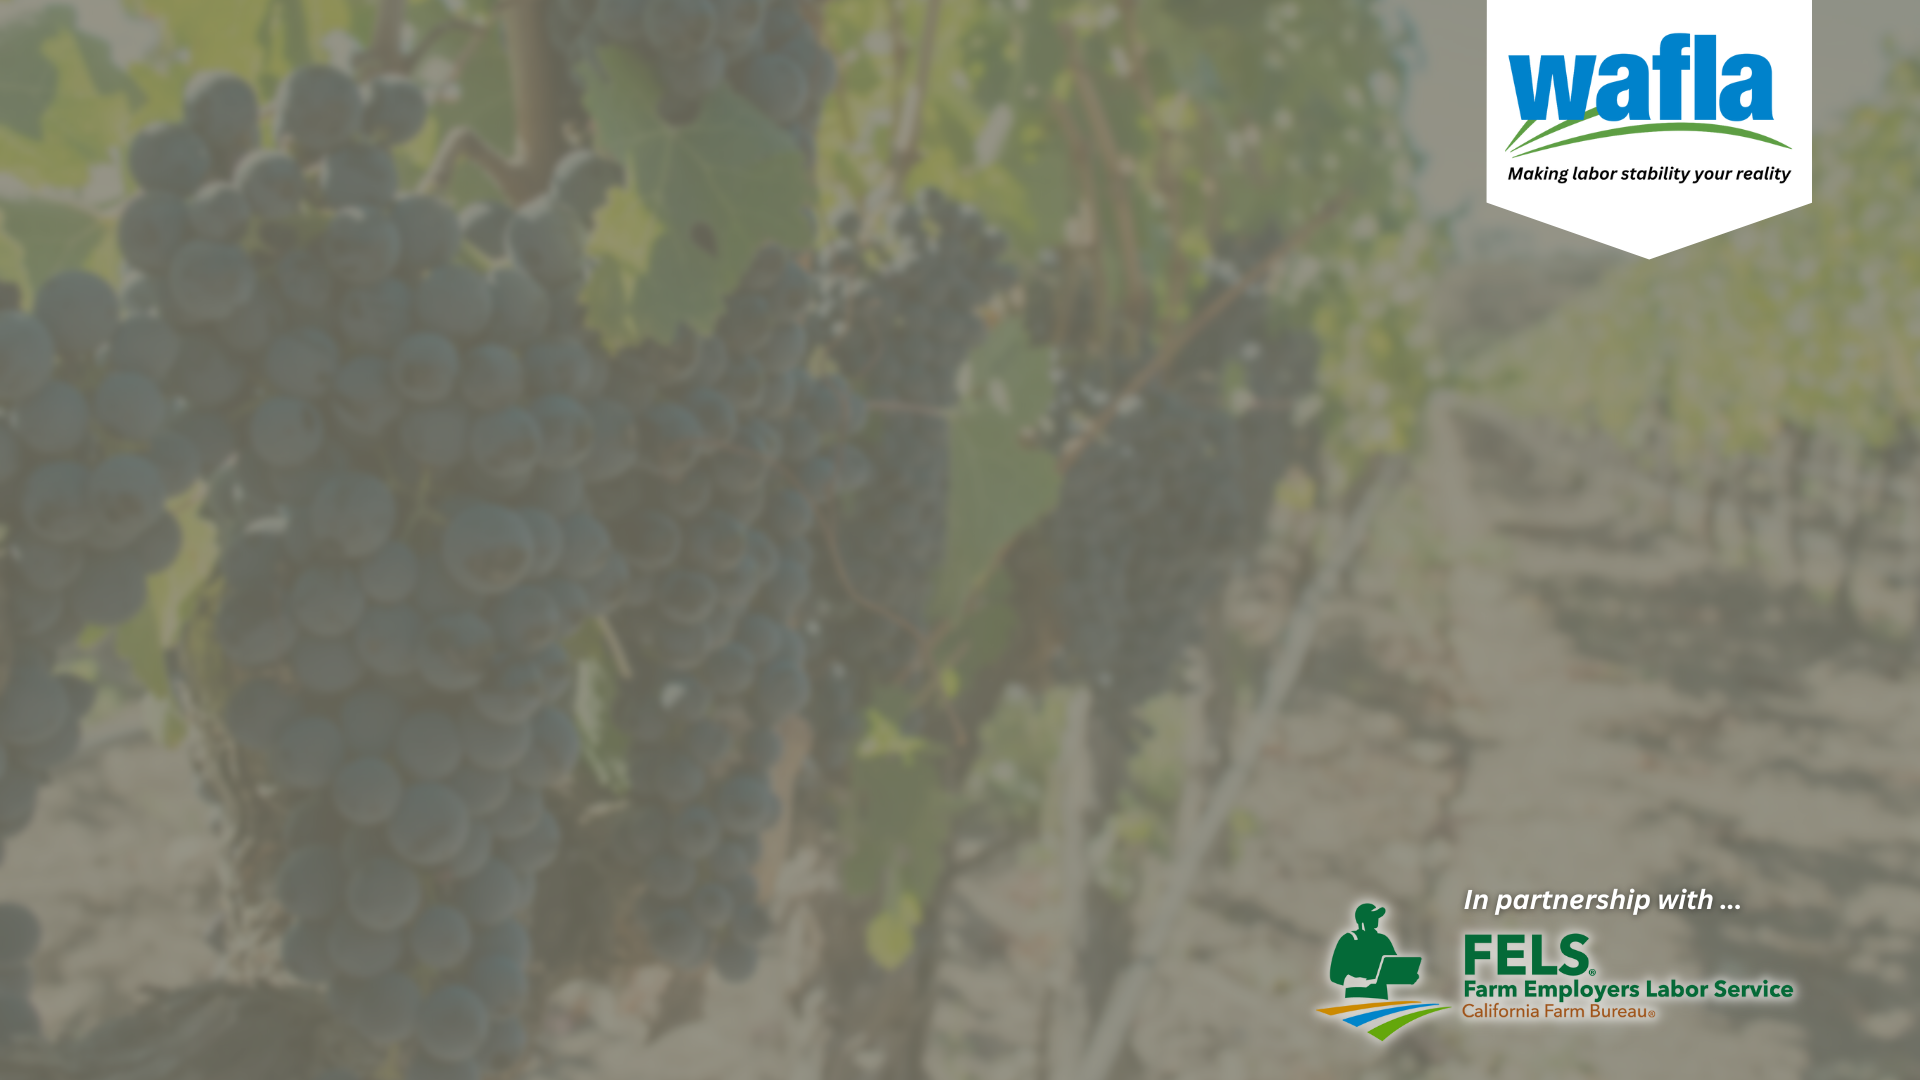 wafla
Making labor stability your reality
In partnership with ...
FELS®
Farm Employers Labor Service
California Farm Bureau®